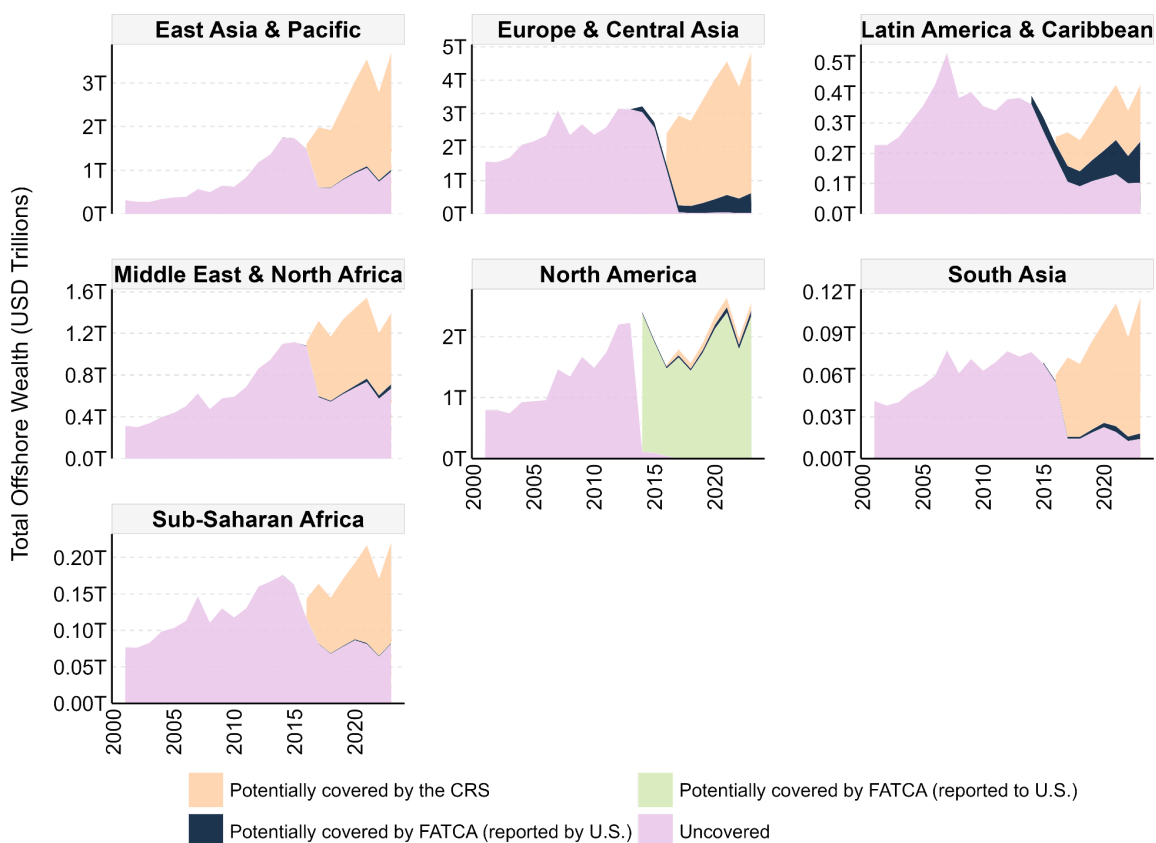 Total Offshore Wealth (USD Trillions)
East Asia & Pacific
3T
2T
1T
0T
Europe & Central Asia
5T
4T
3T
2T
1T
0T
Latin America & Caribbean
0.5T
0.4T
0.3T
0.2T
0.1T
0.0T
Middle East & North Africa
1.6T
1.2T
0.8T
0.4T
0.0T
North America
2T
1T
0T
2000 2005 2010 2015 2020
South Asia
0.12T
0.09T
0.06T
0.03T
0.00T
2000 2005 2010 2015 2020
Sub-Saharan Africa
0.20T
0.15T
0.10T
0.05T
0.00T
2000 2005 2010 2015 2020
Potentially covered by the CRS
Potentially covered by FATCA (reported to U.S.)
Potentially covered by FATCA (reported by U.S.)
Uncovered